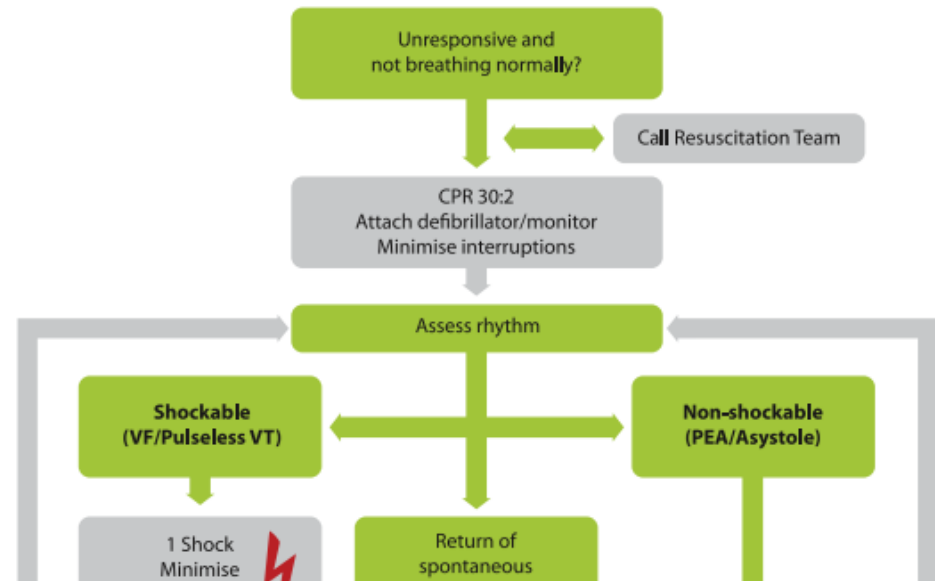 Unresponsive and
not breathing normally?
Call Resuscitation Team
CPR 30:2
Attach defibrillator/monitor
Minimise interruptions
Assess rhythm
Shockable
(VF/Pulseless VT)
Non-shockable
(PEA/Asystole)
1 Shock
Minimise
Return of
spontaneous